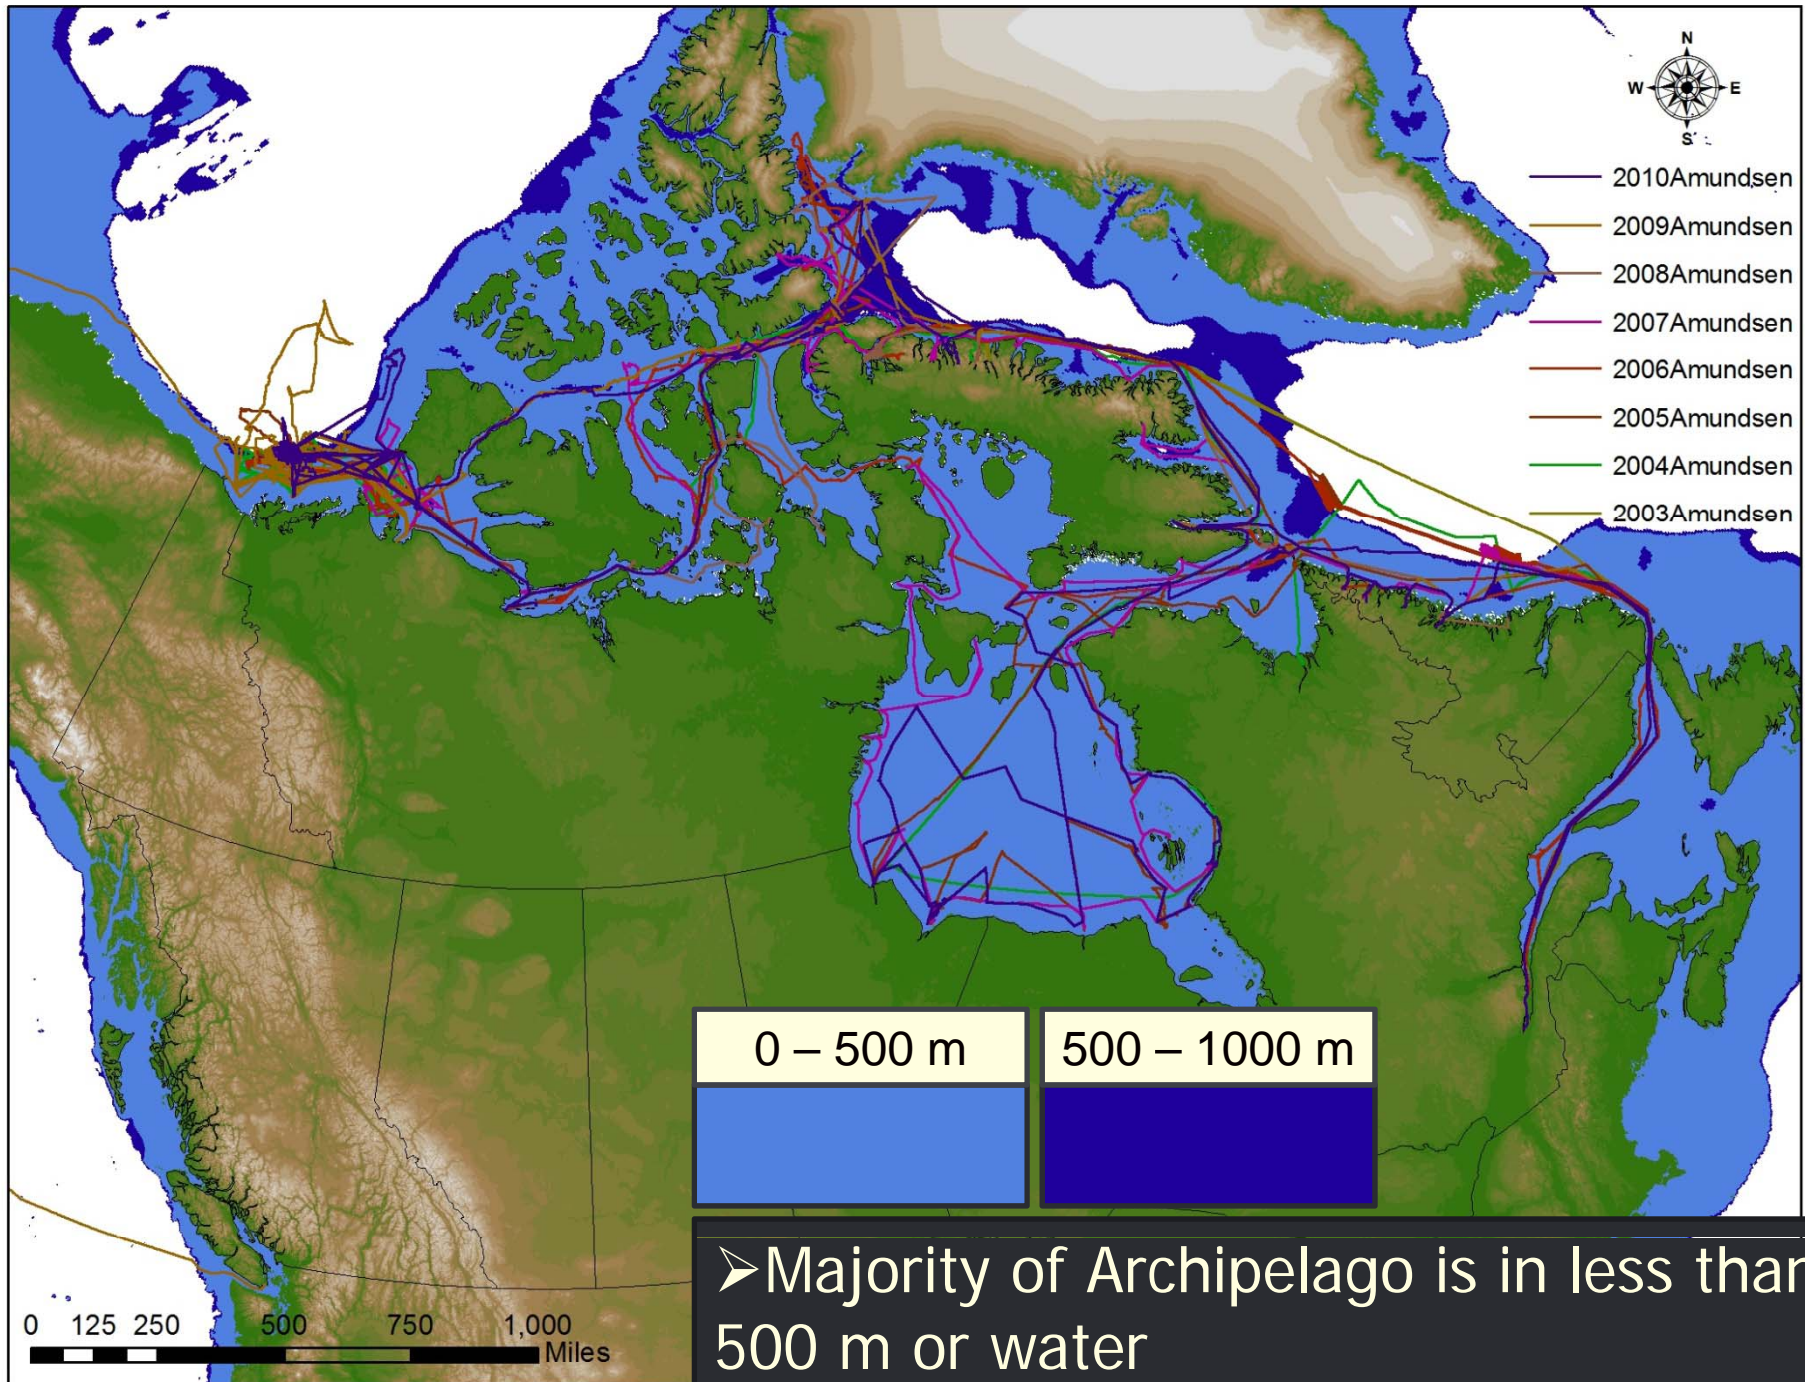 N
W E
S
2010Amundsen
2009Amundsen
2008Amundsen
2007Amundsen
2006Amundsen
2005Amundsen
2004Amundsen
2003Amundsen
0 – 500 m 500 – 1000 m
➢Majority of Archipelago is in less than
500 m or water
0 125 250 500 750 1,000
Miles